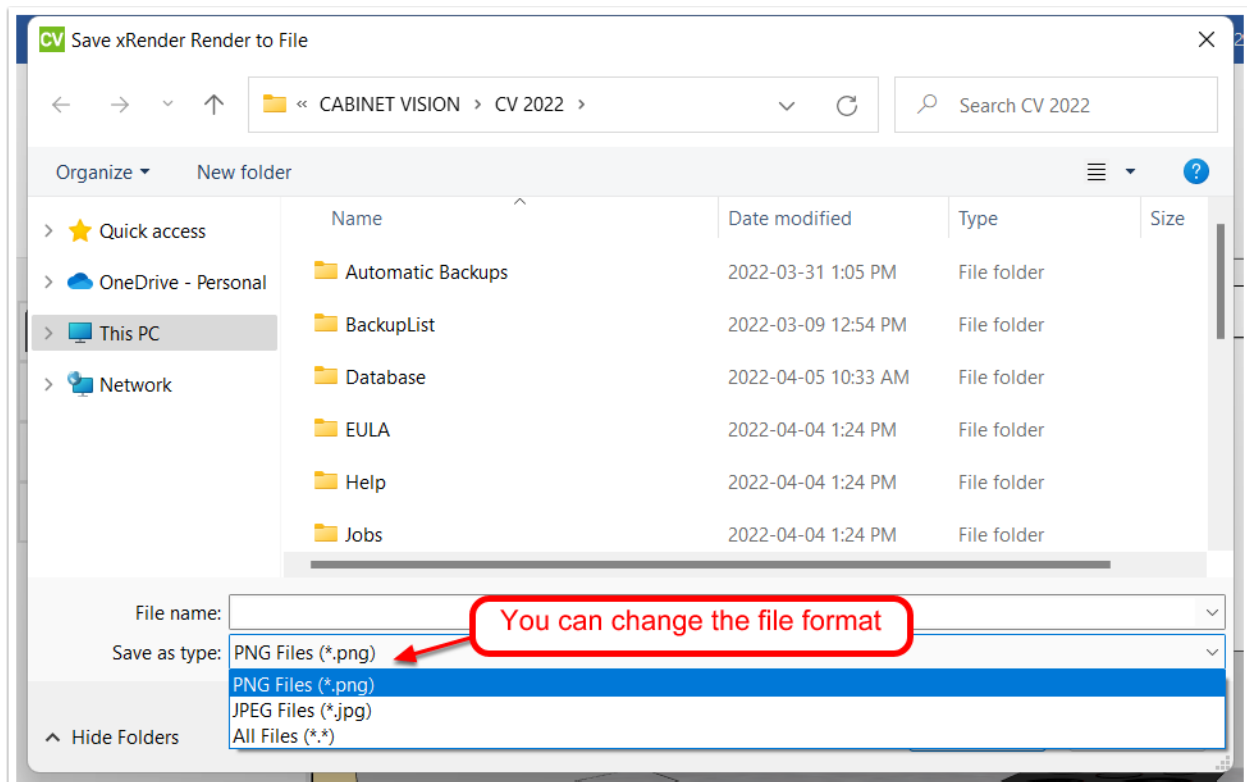 CV Save xRender Render to File
« CABINET VISION > CV 2022 >
Search CV 2022
Organize New folder
?
Name Date modified Type Size
Quick access
OneDrive - Personal
This PC
Network
Automatic Backups 2022-03-31 1:05 PM File folder
BackupList 2022-03-09 12:54 PM File folder
Database 2022-04-05 10:33 AM File folder
EULA 2022-04-04 1:24 PM File folder
Help 2022-04-04 1:24 PM File folder
Jobs 2022-04-04 1:24 PM File folder
File name:
You can change the file format
Save as type: PNG Files (*.png)
PNG Files (*.png)
JPEG Files (*.jpg)
All Files (*.*)
Hide Folders